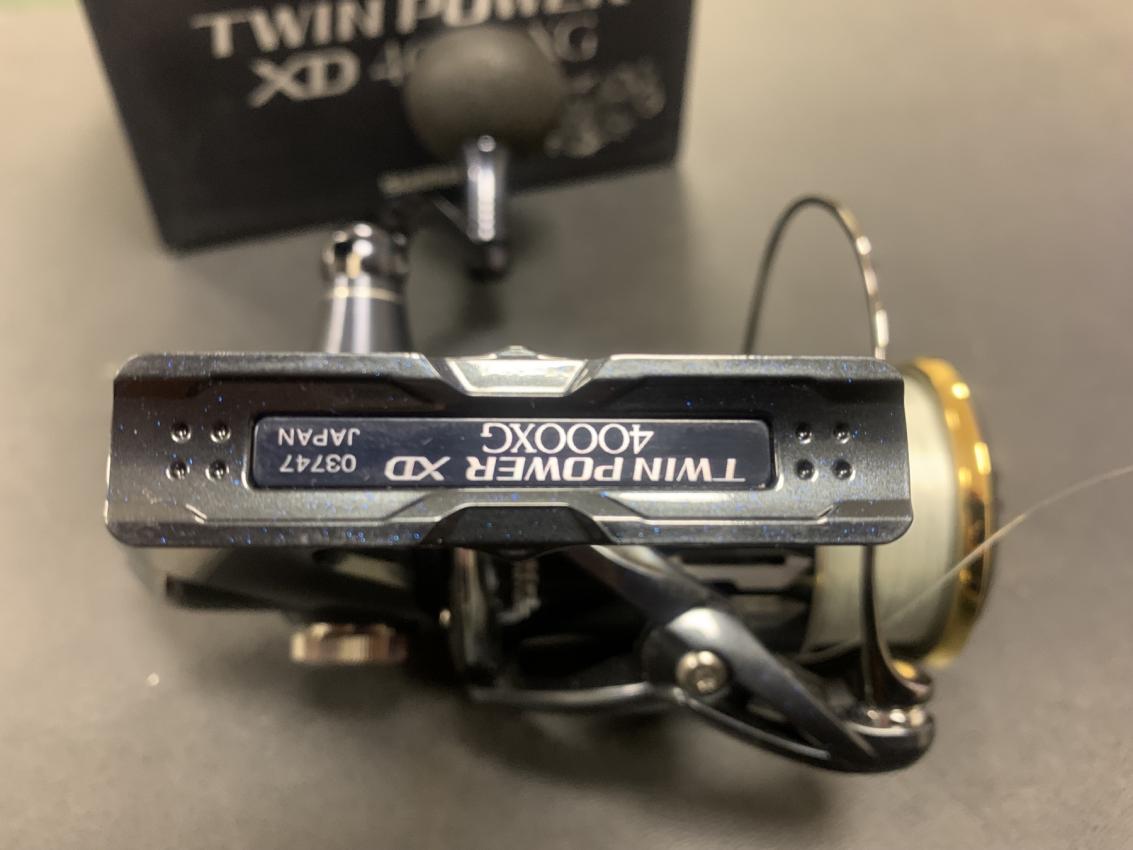 TWIN POWER
XD
TWIN POWER XD
4000XG
03747
JAPAN